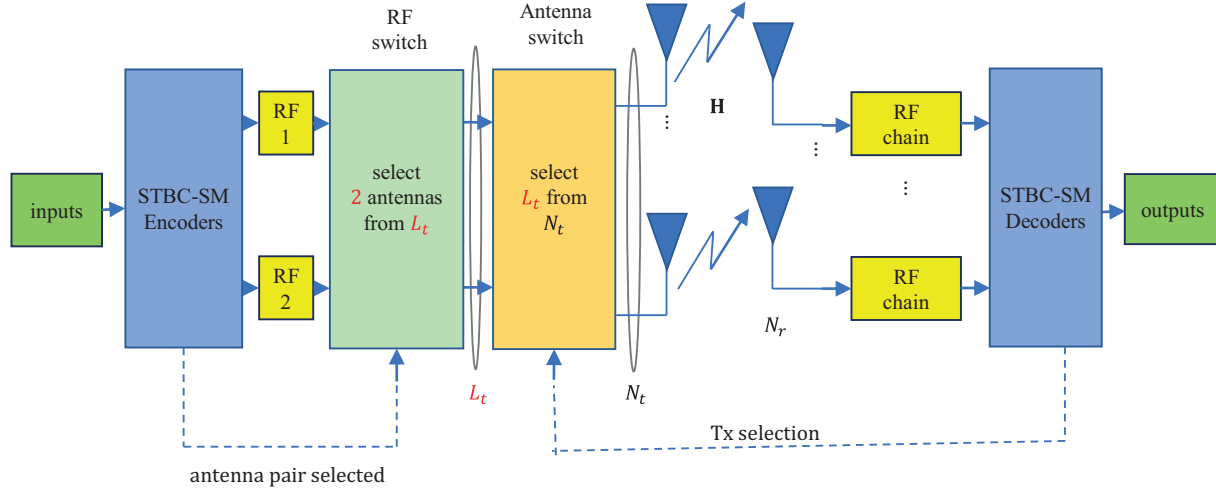 RF
switch
Antenna
switch
inputs
STBC-SM
Encoders
RF
1
RF
2
select
2 antennas
from L_t
select
L_t from
N_t
H
RF
chain
RF
chain
STBC-SM
Decoders
outputs
L_t
N_t
N_r
Tx selection
antenna pair selected